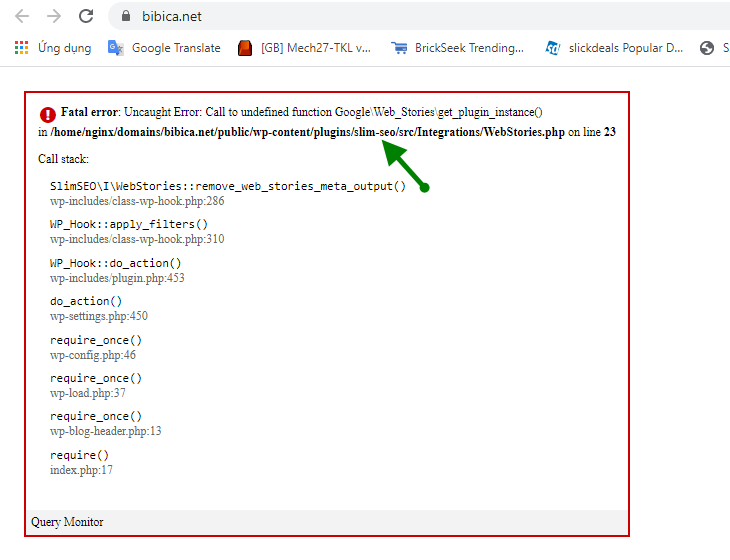 bibica.net
Ứng dụng Google Translate [GB] Mech27-TKL v... BrickSeek Trending... slickdeals Popular D... S
Fatal error: Uncaught Error: Call to undefined function Google\Web_Stories\get_plugin_instance()
in /home/nginx/domains/bibica.net/public/wp-content/plugins/slim-seo/src/Integrations/WebStories.php on line 23
Call stack:
SlimSEO\I\WebStories::remove_web_stories_meta_output()
wp-includes/class-wp-hook.php:286
WP_Hook::apply_filters()
wp-includes/class-wp-hook.php:310
WP_Hook::do_action()
wp-includes/plugin.php:453
do_action()
wp-settings.php:450
require_once()
wp-config.php:46
require_once()
wp-load.php:37
require_once()
wp-blog-header.php:13
require()
index.php:17
Query Monitor